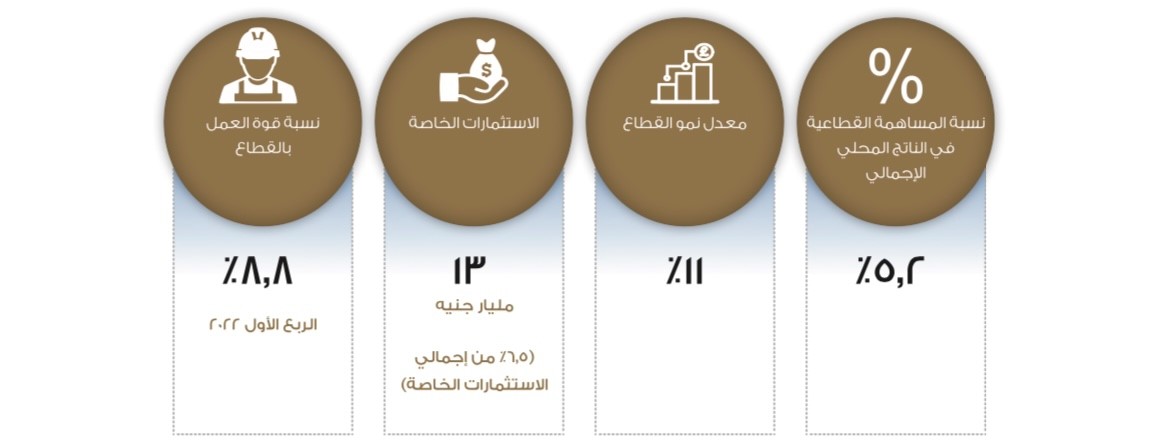 %
نسبة المساهمة القطاعية
في الناتج المحلي
الإجمالي
٪٥,٢
£
معدل نمو القطاع
٪١١
$
الاستثمارات الخاصة
١٣
مليار جنيه
(٦,٥٪ من إجمالي
الاستثمارات الخاصة)
نسبة قوة العمل
بالقطاع
٪٨,٨
الربع الأول ٢٠٢٢